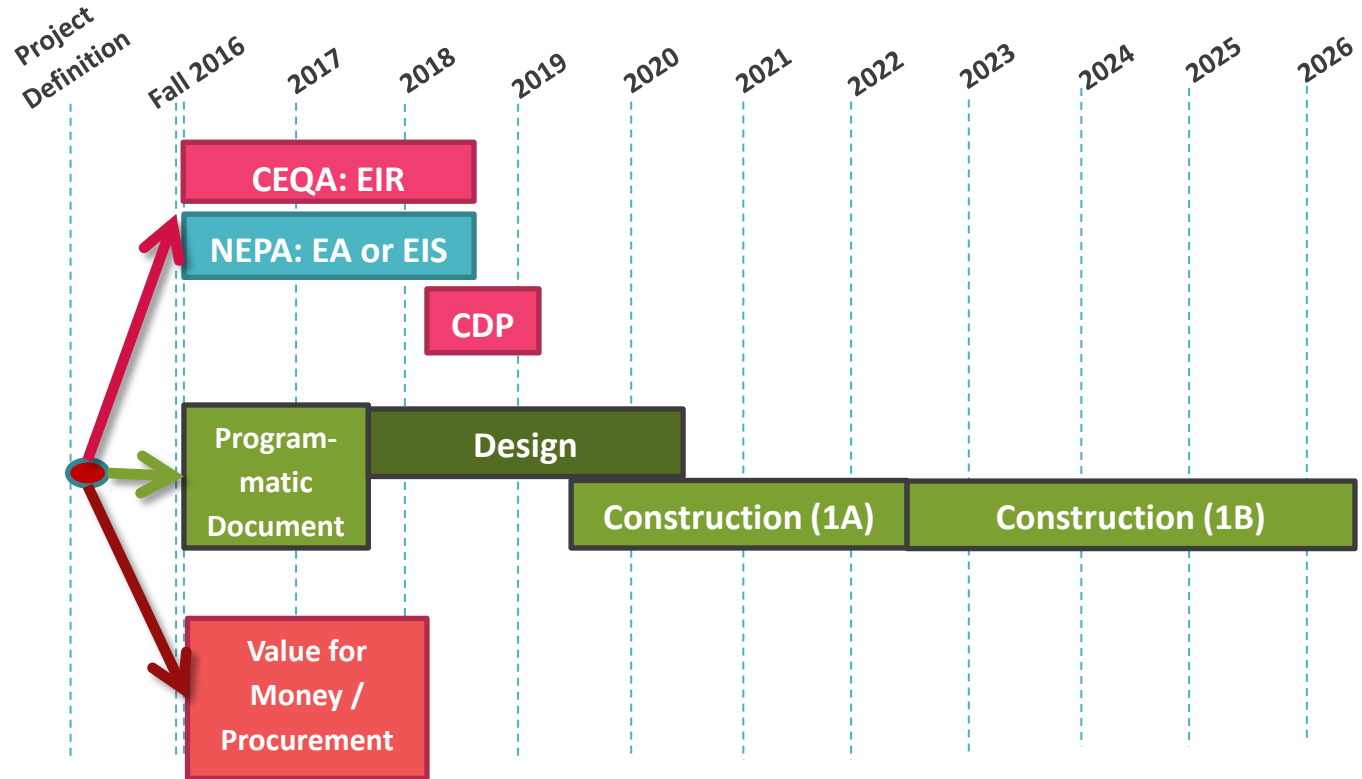 Project
Definition
Fall 2016
2017
2018
2019
2020
2021
2022
2023
2024
2025
2026
CEQA: EIR
NEPA: EA or EIS
CDP
Program-
matic
Document
Design
Construction (1A)
Construction (1B)
Value for
Money /
Procurement